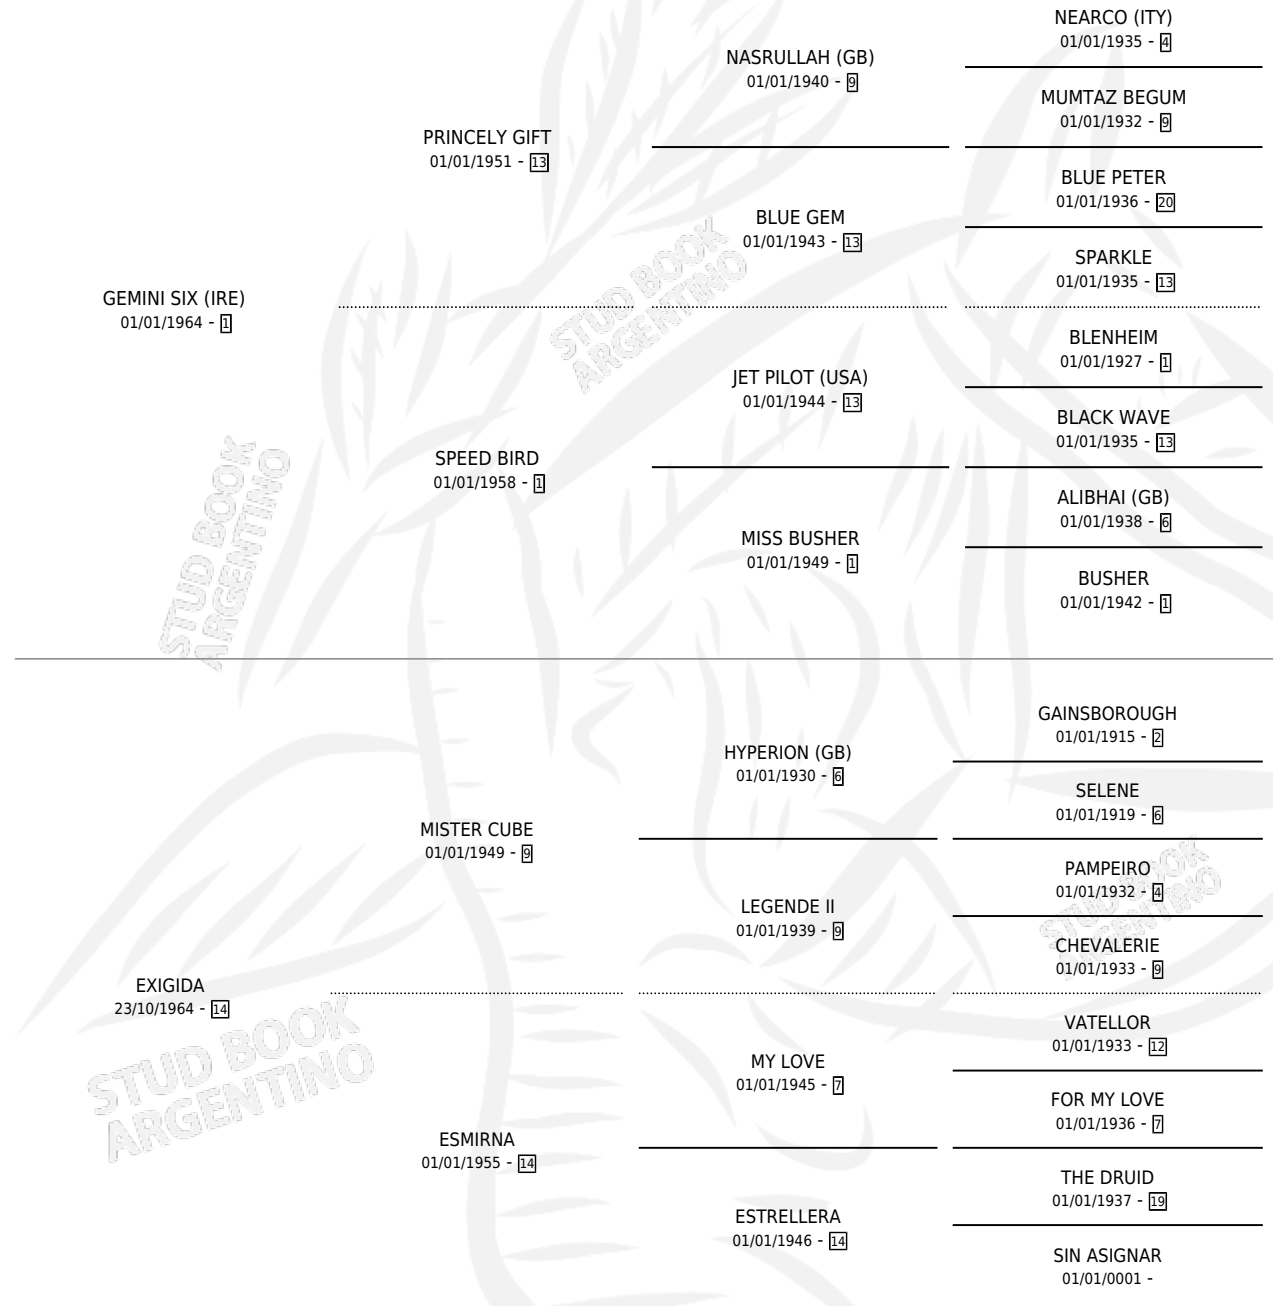 NEARCO (ITY)
01/01/1935 - 4
NASRULLAH (GB)
01/01/1940 - 9
MUMTAZ BEGUM
01/01/1932 - 9
PRINCELY GIFT
01/01/1951 - 13
BLUE PETER
01/01/1936 - 20
BLUE GEM
01/01/1943 - 13
SPARKLE
01/01/1935 - 13
GEMINI SIX (IRE)
01/01/1964 - 1
BLENHEIM
01/01/1927 - 1
JET PILOT (USA)
01/01/1944 - 13
BLACK WAVE
01/01/1935 - 13
SPEED BIRD
01/01/1958 - 1
ALIBHAI (GB)
01/01/1938 - 6
MISS BUSHER
01/01/1949 - 1
BUSHER
01/01/1942 - 1
GAINSBOROUGH
01/01/1915 - 2
HYPERION (GB)
01/01/1930 - 6
SELENE
01/01/1919 - 6
MISTER CUBE
01/01/1949 - 9
PAMPEIRO
01/01/1932 - 4
LEGENDE II
01/01/1939 - 9
CHEVALERIE
01/01/1933 - 9
EXIGIDA
23/10/1964 - 14
VATELLOR
01/01/1933 - 12
MY LOVE
01/01/1945 - 7
FOR MY LOVE
01/01/1936 - 7
ESMIRNA
01/01/1955 - 14
THE DRUID
01/01/1937 - 19
ESTRELLERA
01/01/1946 - 14
SIN ASIGNAR
01/01/0001 -
STUD BOOK
ARGENTINO
STUD BOOK
ARGENTINO
STUD BOOK
ARGENTINO
STUD BOOK
ARGENTINO